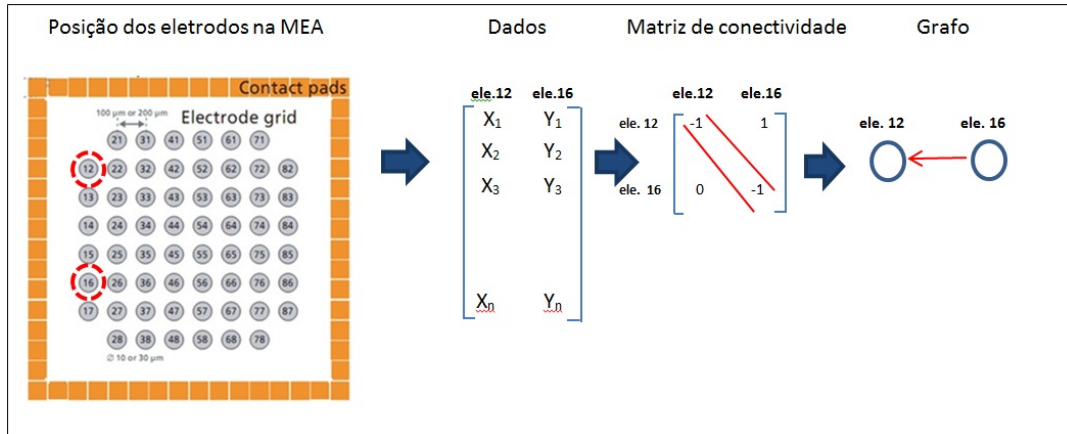 Posição dos eletrodos na MEA
Dados
Matriz de conectividade
Grafo
Contact pads
100 µm or 200 µm
Electrode grid
21 31 41 51 61 71
12 22 32 42 52 62 72 82
13 23 33 43 53 63 73 83
14 24 34 44 54 64 74 84
15 25 35 45 55 65 75 85
16 26 36 46 56 66 76 86
17 27 37 47 57 67 77 87
28 38 48 58 68 78
Ø 10 or 30 µm
ele.12 ele.16
X1 Y1
X2 Y2
X3 Y3
Xn Yn
ele.12 ele.16
ele. 12 -1 1
ele. 16 0 -1
ele. 12 ele. 16